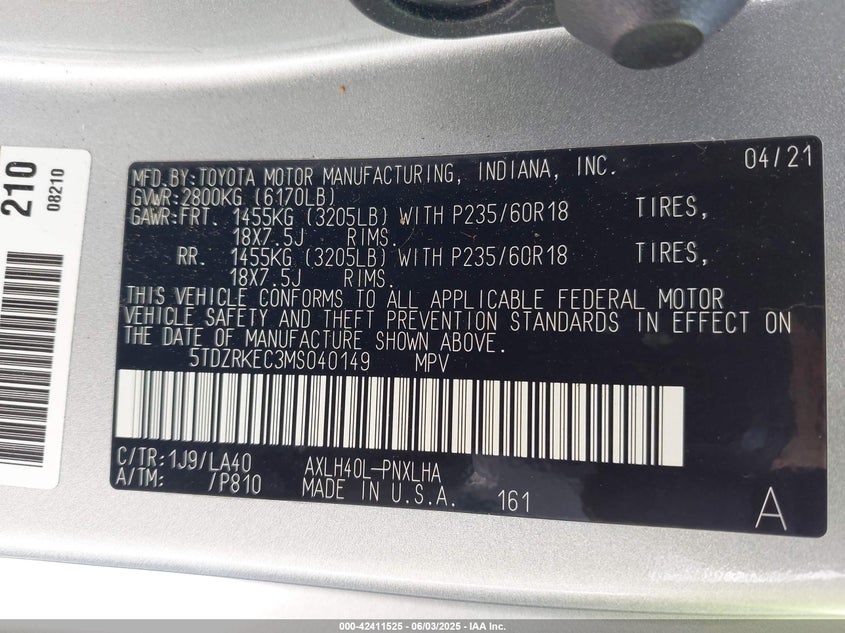 210
08210
MFD.BY:TOYOTA MOTOR MANUFACTURING, INDIANA, INC. 04/21
GVWR:2800KG (6170LB)
GAWR:FRT. 1455KG (3205LB) WITH P235/60R18 TIRES,
18X7.5J RIMS.
RR. 1455KG (3205LB) WITH P235/60R18 TIRES,
18X7.5J RIMS.
THIS VEHICLE CONFORMS TO ALL APPLICABLE FEDERAL MOTOR
VEHICLE SAFETY AND THEFT PREVENTION STANDARDS IN EFFECT ON
THE DATE OF MANUFACTURE SHOWN ABOVE.
5TDZRKEC3MS040149 MPV
C/TR:1J9/LA40 AXLH40L-PNXLHA
A/TM: /P810 MADE IN U.S.A. 161
A
000-42411525 - 06/03/2025 - IAA Inc.